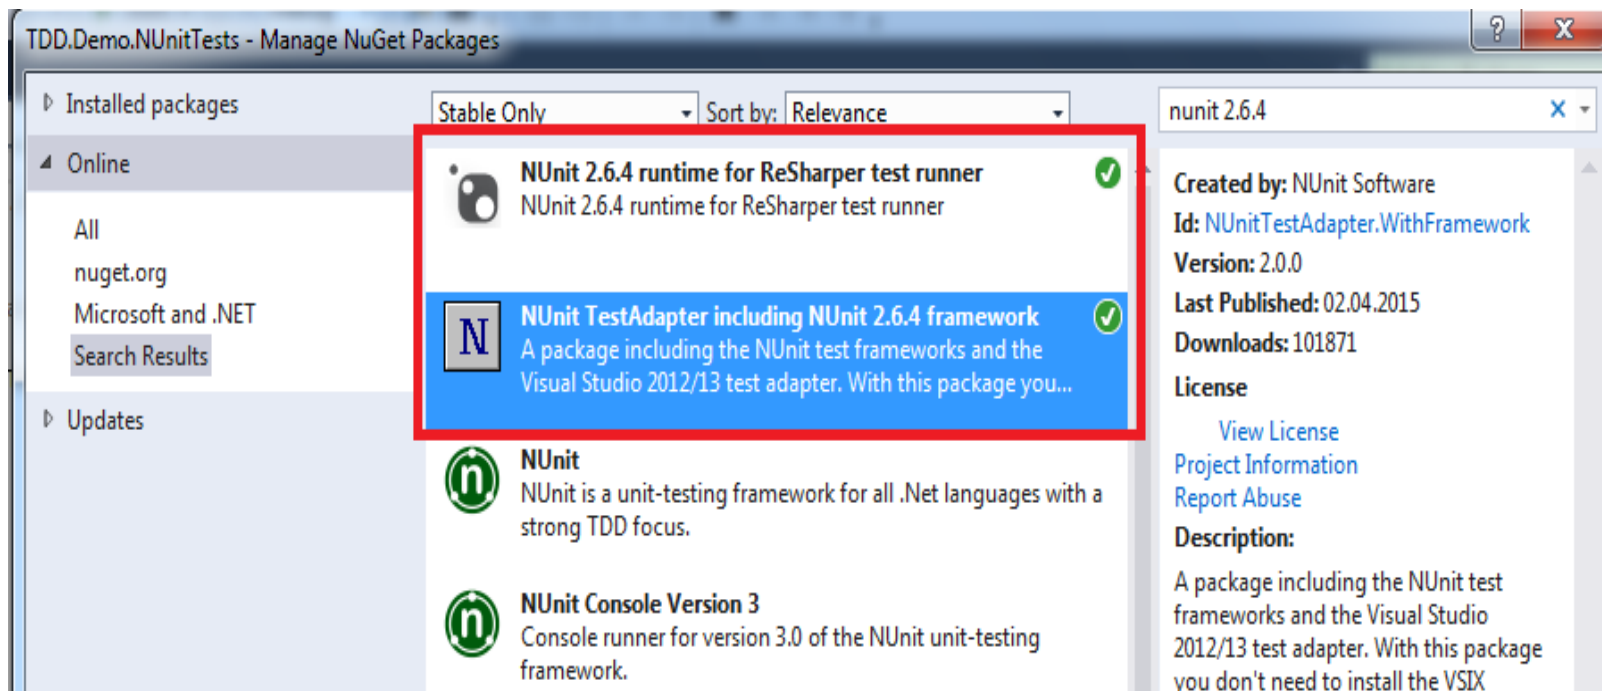 TDD.Demo.NUnitTests - Manage NuGet Packages
?
X
Installed packages
Online
All
nuget.org
Microsoft and .NET
Search Results
Updates
Stable Only
Sort by: Relevance
NUnit 2.6.4 runtime for ReSharper test runner
NUnit 2.6.4 runtime for ReSharper test runner
N
NUnit TestAdapter including NUnit 2.6.4 framework
A package including the NUnit test frameworks and the
Visual Studio 2012/13 test adapter. With this package you...
n
NUnit
NUnit is a unit-testing framework for all .Net languages with a
strong TDD focus.
n
NUnit Console Version 3
Console runner for version 3.0 of the NUnit unit-testing
framework.
nunit 2.6.4
Created by: NUnit Software
Id: NUnitTestAdapter.WithFramework
Version: 2.0.0
Last Published: 02.04.2015
Downloads: 101871
License
View License
Project Information
Report Abuse
Description:
A package including the NUnit test
frameworks and the Visual Studio
2012/13 test adapter. With this package
you don't need to install the VSIX